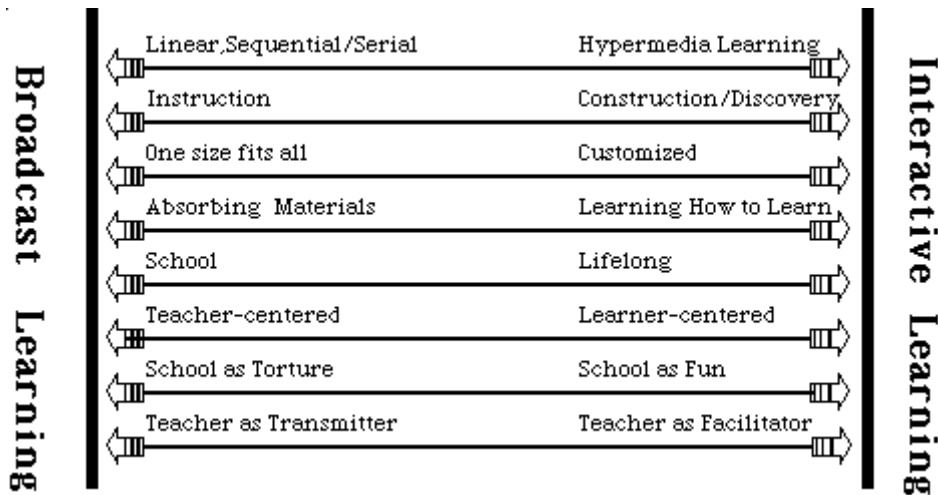 Broadcast Learning
Linear,Sequential/Serial Hypermedia Learning
Instruction Construction/Discovery
One size fits all Customized
Absorbing Materials Learning How to Learn
School Lifelong
Teacher-centered Learner-centered
School as Torture School as Fun
Teacher as Transmitter Teacher as Facilitator
Interactive Learning